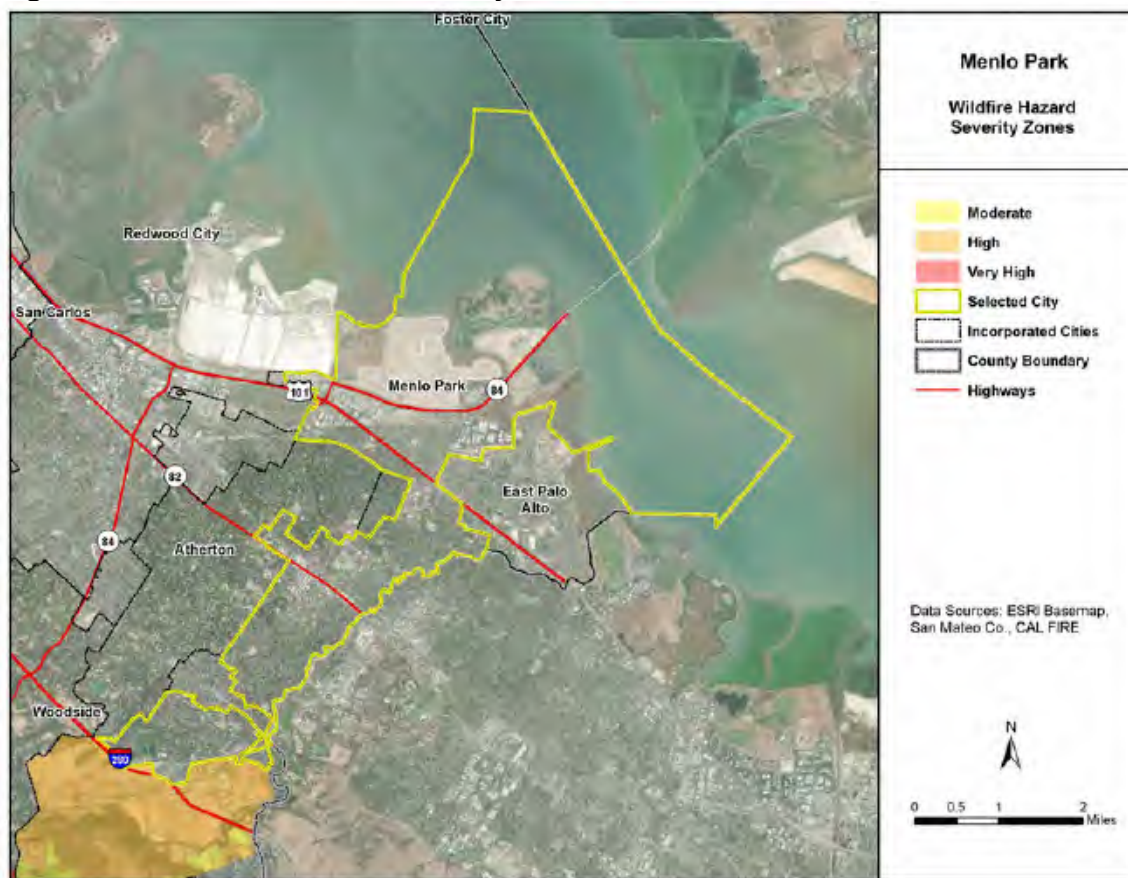 Foster City
Redwood City
San Carlos
101
Menlo Park
84
82
East Palo
Alto
84
Atherton
Woodside
280
Menlo Park
Wildfire Hazard
Severity Zones
Moderate
High
Very High
Selected City
Incorporated Cities
County Boundary
Highways
Data Sources: ESRI Basemap,
San Mateo Co., CAL FIRE
N
0 0.5 1 2
Miles